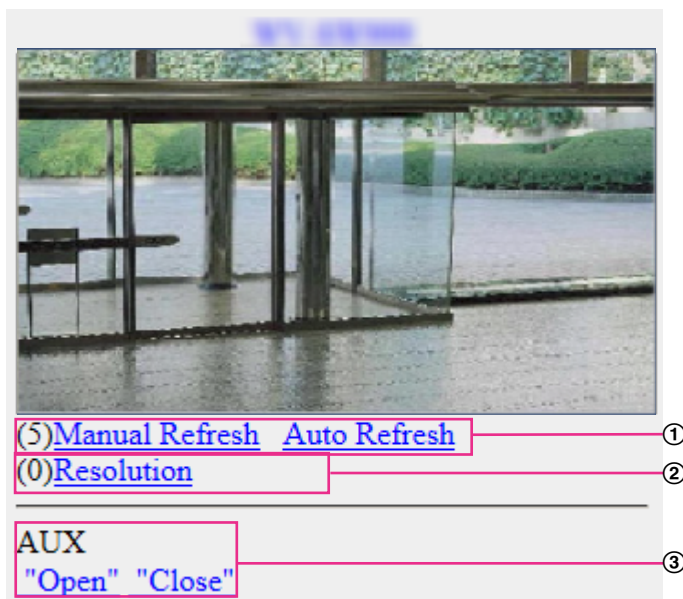 (5)Manual Refresh Auto Refresh ①
(0)Resolution ②
AUX
"Open" "Close" ③